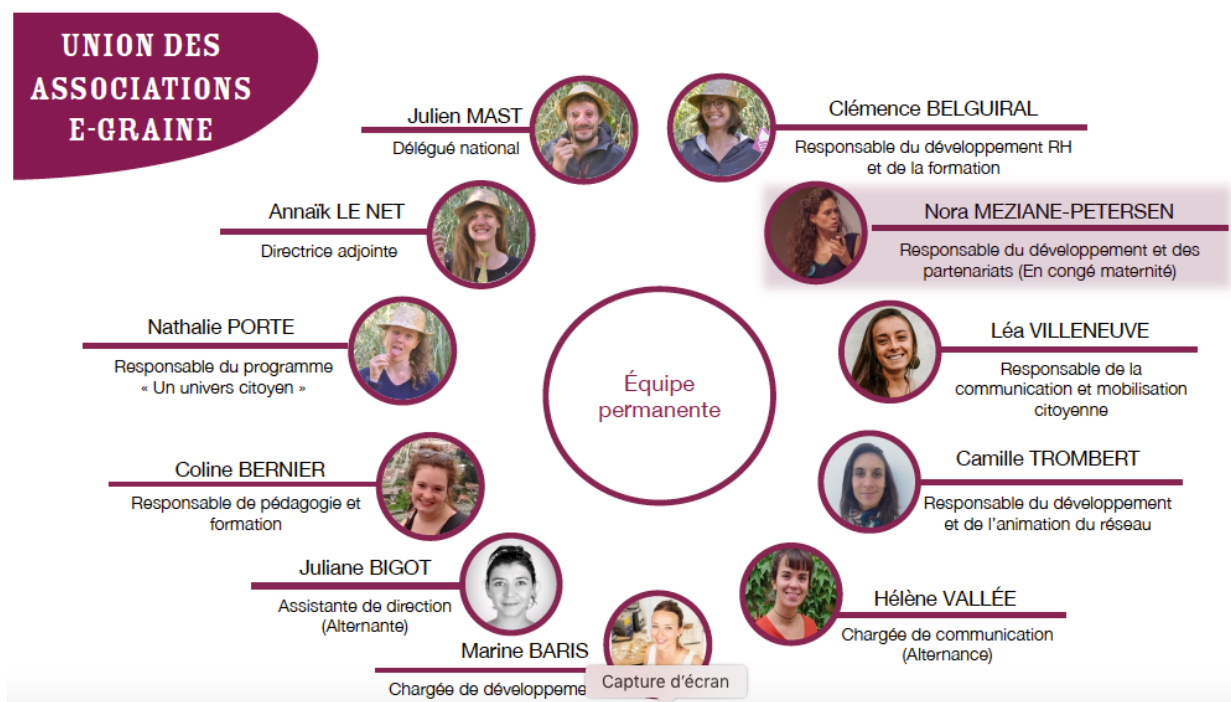 UNION DES
ASSOCIATIONS
E-GRAINE
Julien MAST
Délégué national
Clémence BELGUIRAL
Responsable du développement RH
et de la formation
Annaïk LE NET
Directrice adjointe
Nora MEZIANE-PETERSEN
Responsable du développement et des
partenariats (En congé maternité)
Nathalie PORTE
Responsable du programme
« Un univers citoyen »
Léa VILLENEUVE
Responsable de la
communication et mobilisation
citoyenne
Équipe
permanente
Coline BERNIER
Responsable de pédagogie et
formation
Camille TROMBERT
Responsable du développement
et de l'animation du réseau
Juliane BIGOT
Assistante de direction
(Alternante)
Hélène VALLÉE
Chargée de communication
(Alternance)
Marine BARIS
Chargée de développeme
Capture d'écran